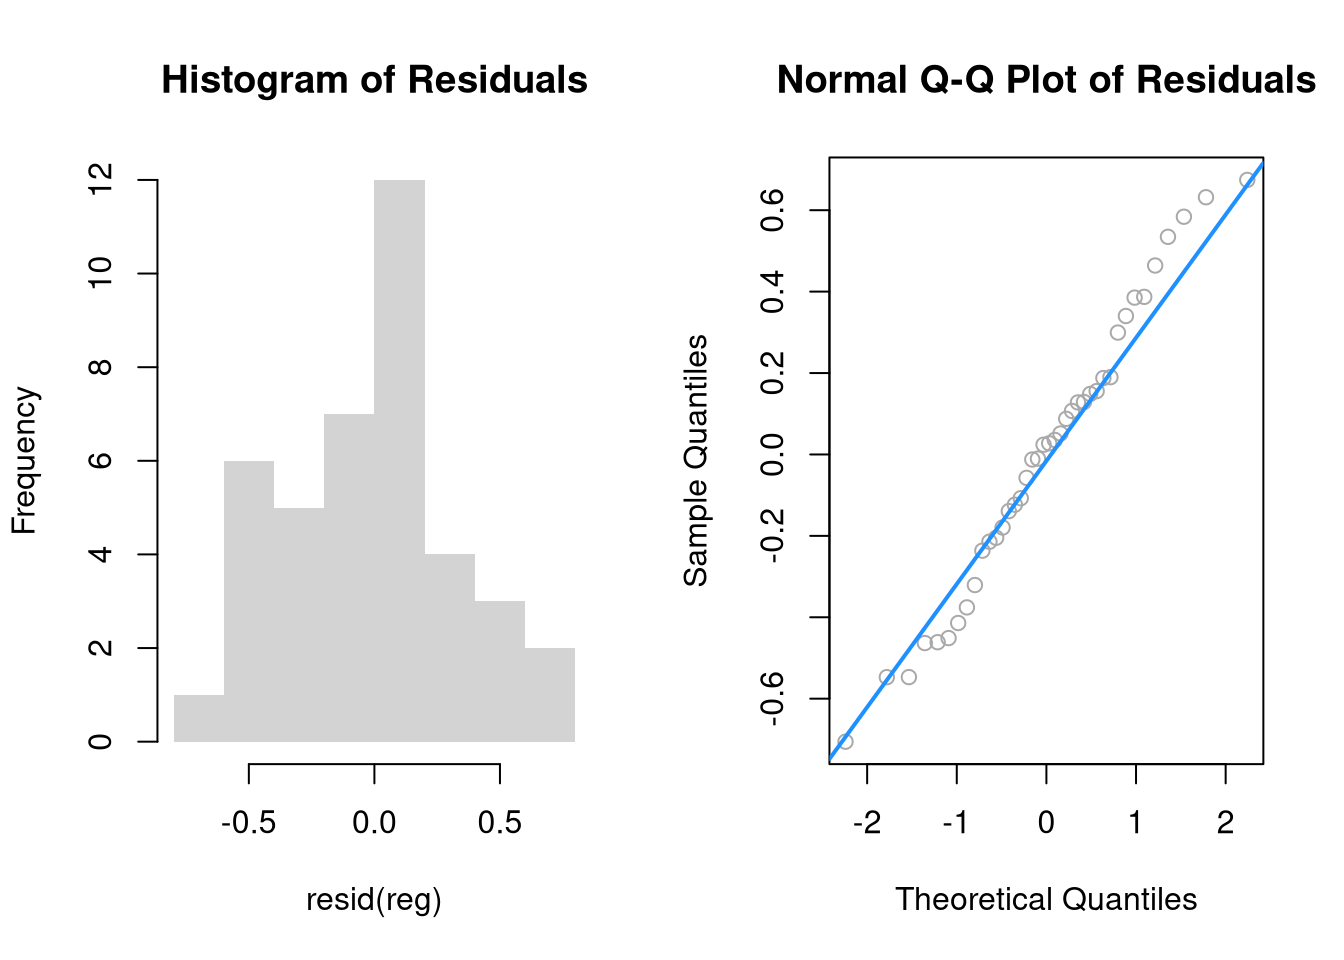 Histogram of Residuals
Frequency
12
10
8
6
4
2
0
-0.5 0.0 0.5
resid(reg)
Normal Q-Q Plot of Residuals
Sample Quantiles
0.6
0.4
0.2
0.0
-0.2
-0.6
-2 -1 0 1 2
Theoretical Quantiles